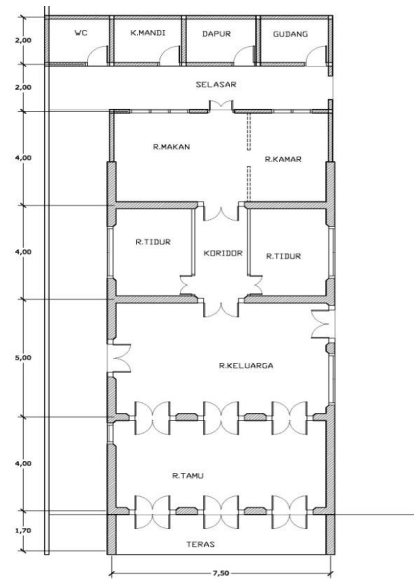 2,00
WC
K.MANDI
DAPUR
GUDANG
2,00
SELASAR
4,00
R.MAKAN
R.KAMAR
4,00
R.TIDUR
KORIDOR
R.TIDUR
5,00
R.KELUARGA
4,00
R.TAMU
1,70
TERAS
7,50